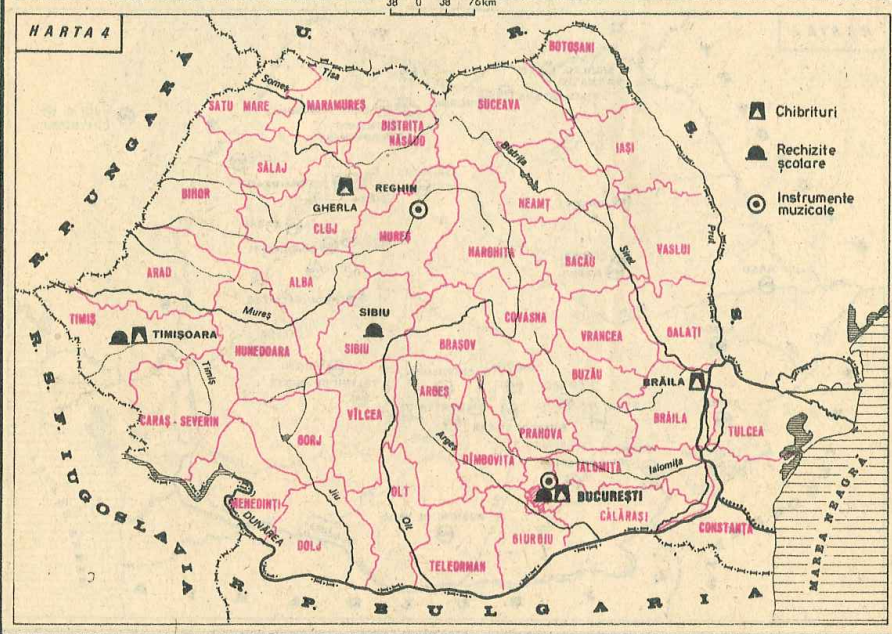 38 0 38 76km
HARTA 4
U. R. S. S.
R. P. UNGARA
R. S. F. IUGOSLAVIA
R. P. BULGARIA
MAREA NEAGRĂ
Chibrituri
Rechizite
școlare
Instrumente
muzicale
BOTOȘANI
Tisa
Someș
SATU MARE
MARAMUREȘ
SUCEAVA
BISTRIȚA
NĂSĂUD
IAȘI
Bistrița
SĂLAJ
BIHOR
GHERLA
REGHIN
NEAMȚ
CLUJ
MUREȘ
HARGHITA
BACĂU
Siret
VASLUI
Prut
ARAD
ALBA
Mureș
TIMIȘ
TIMIȘOARA
SIBIU
SIBIU
COVASNA
VRANCEA
GALAȚI
HUNEDOARA
BRAȘOV
Timiș
BUZĂU
BRĂILA
ARGEȘ
CARAȘ - SEVERIN
VÎLCEA
BRĂILA
TULCEA
GORJ
Argeș
PRAHOVA
DÎMBOVIȚA
IALOMIȚA
Ialomița
MEHEDINȚI
DUNĂREA
Jiu
OLT
Olt
BUCUREȘTI
CĂLĂRAȘI
CONSTANȚA
DOLJ
GIURGIU
TELEORMAN